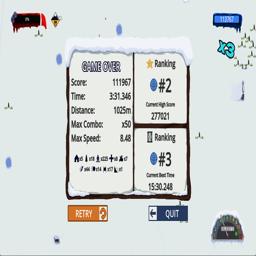 113767
x3
GAME OVER
Score: 111967
Time: 3:31.346
Distance: 1025m
Max Combo: x50
Max Speed: 8.48
Ranking
#2
Current High Score
277021
Ranking
#3
Current Best Time
15:30.248
RETRY
QUIT